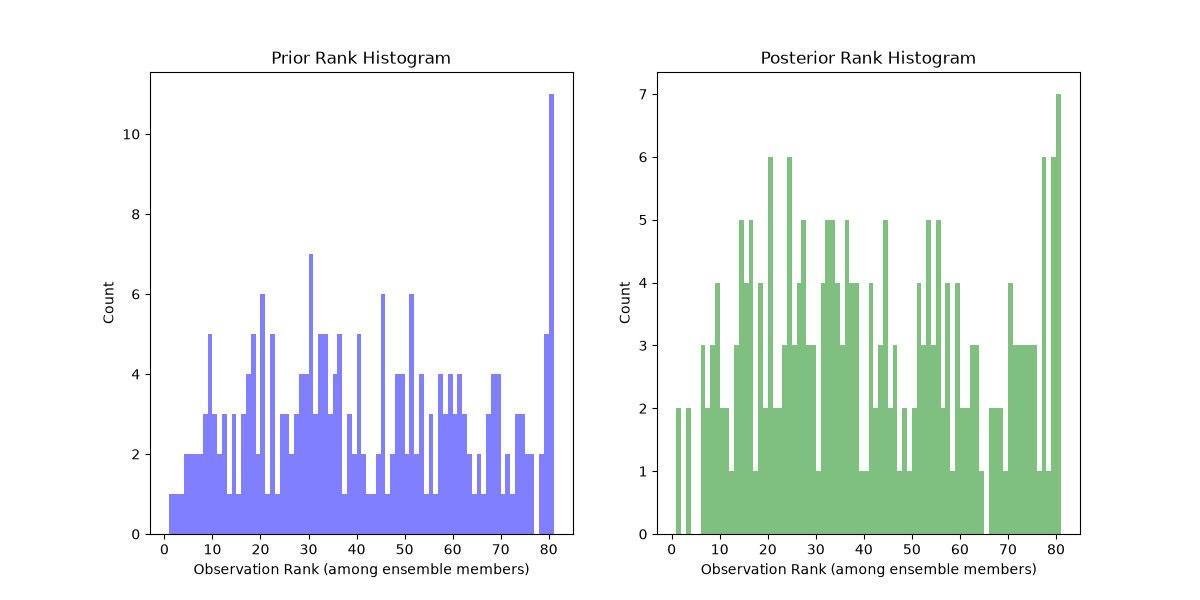 Prior Rank Histogram
Count
10
8
6
4
2
0
0 10 20 30 40 50 60 70 80
Observation Rank (among ensemble members)
Posterior Rank Histogram
Count
7
6
5
4
3
2
1
0
0 10 20 30 40 50 60 70 80
Observation Rank (among ensemble members)